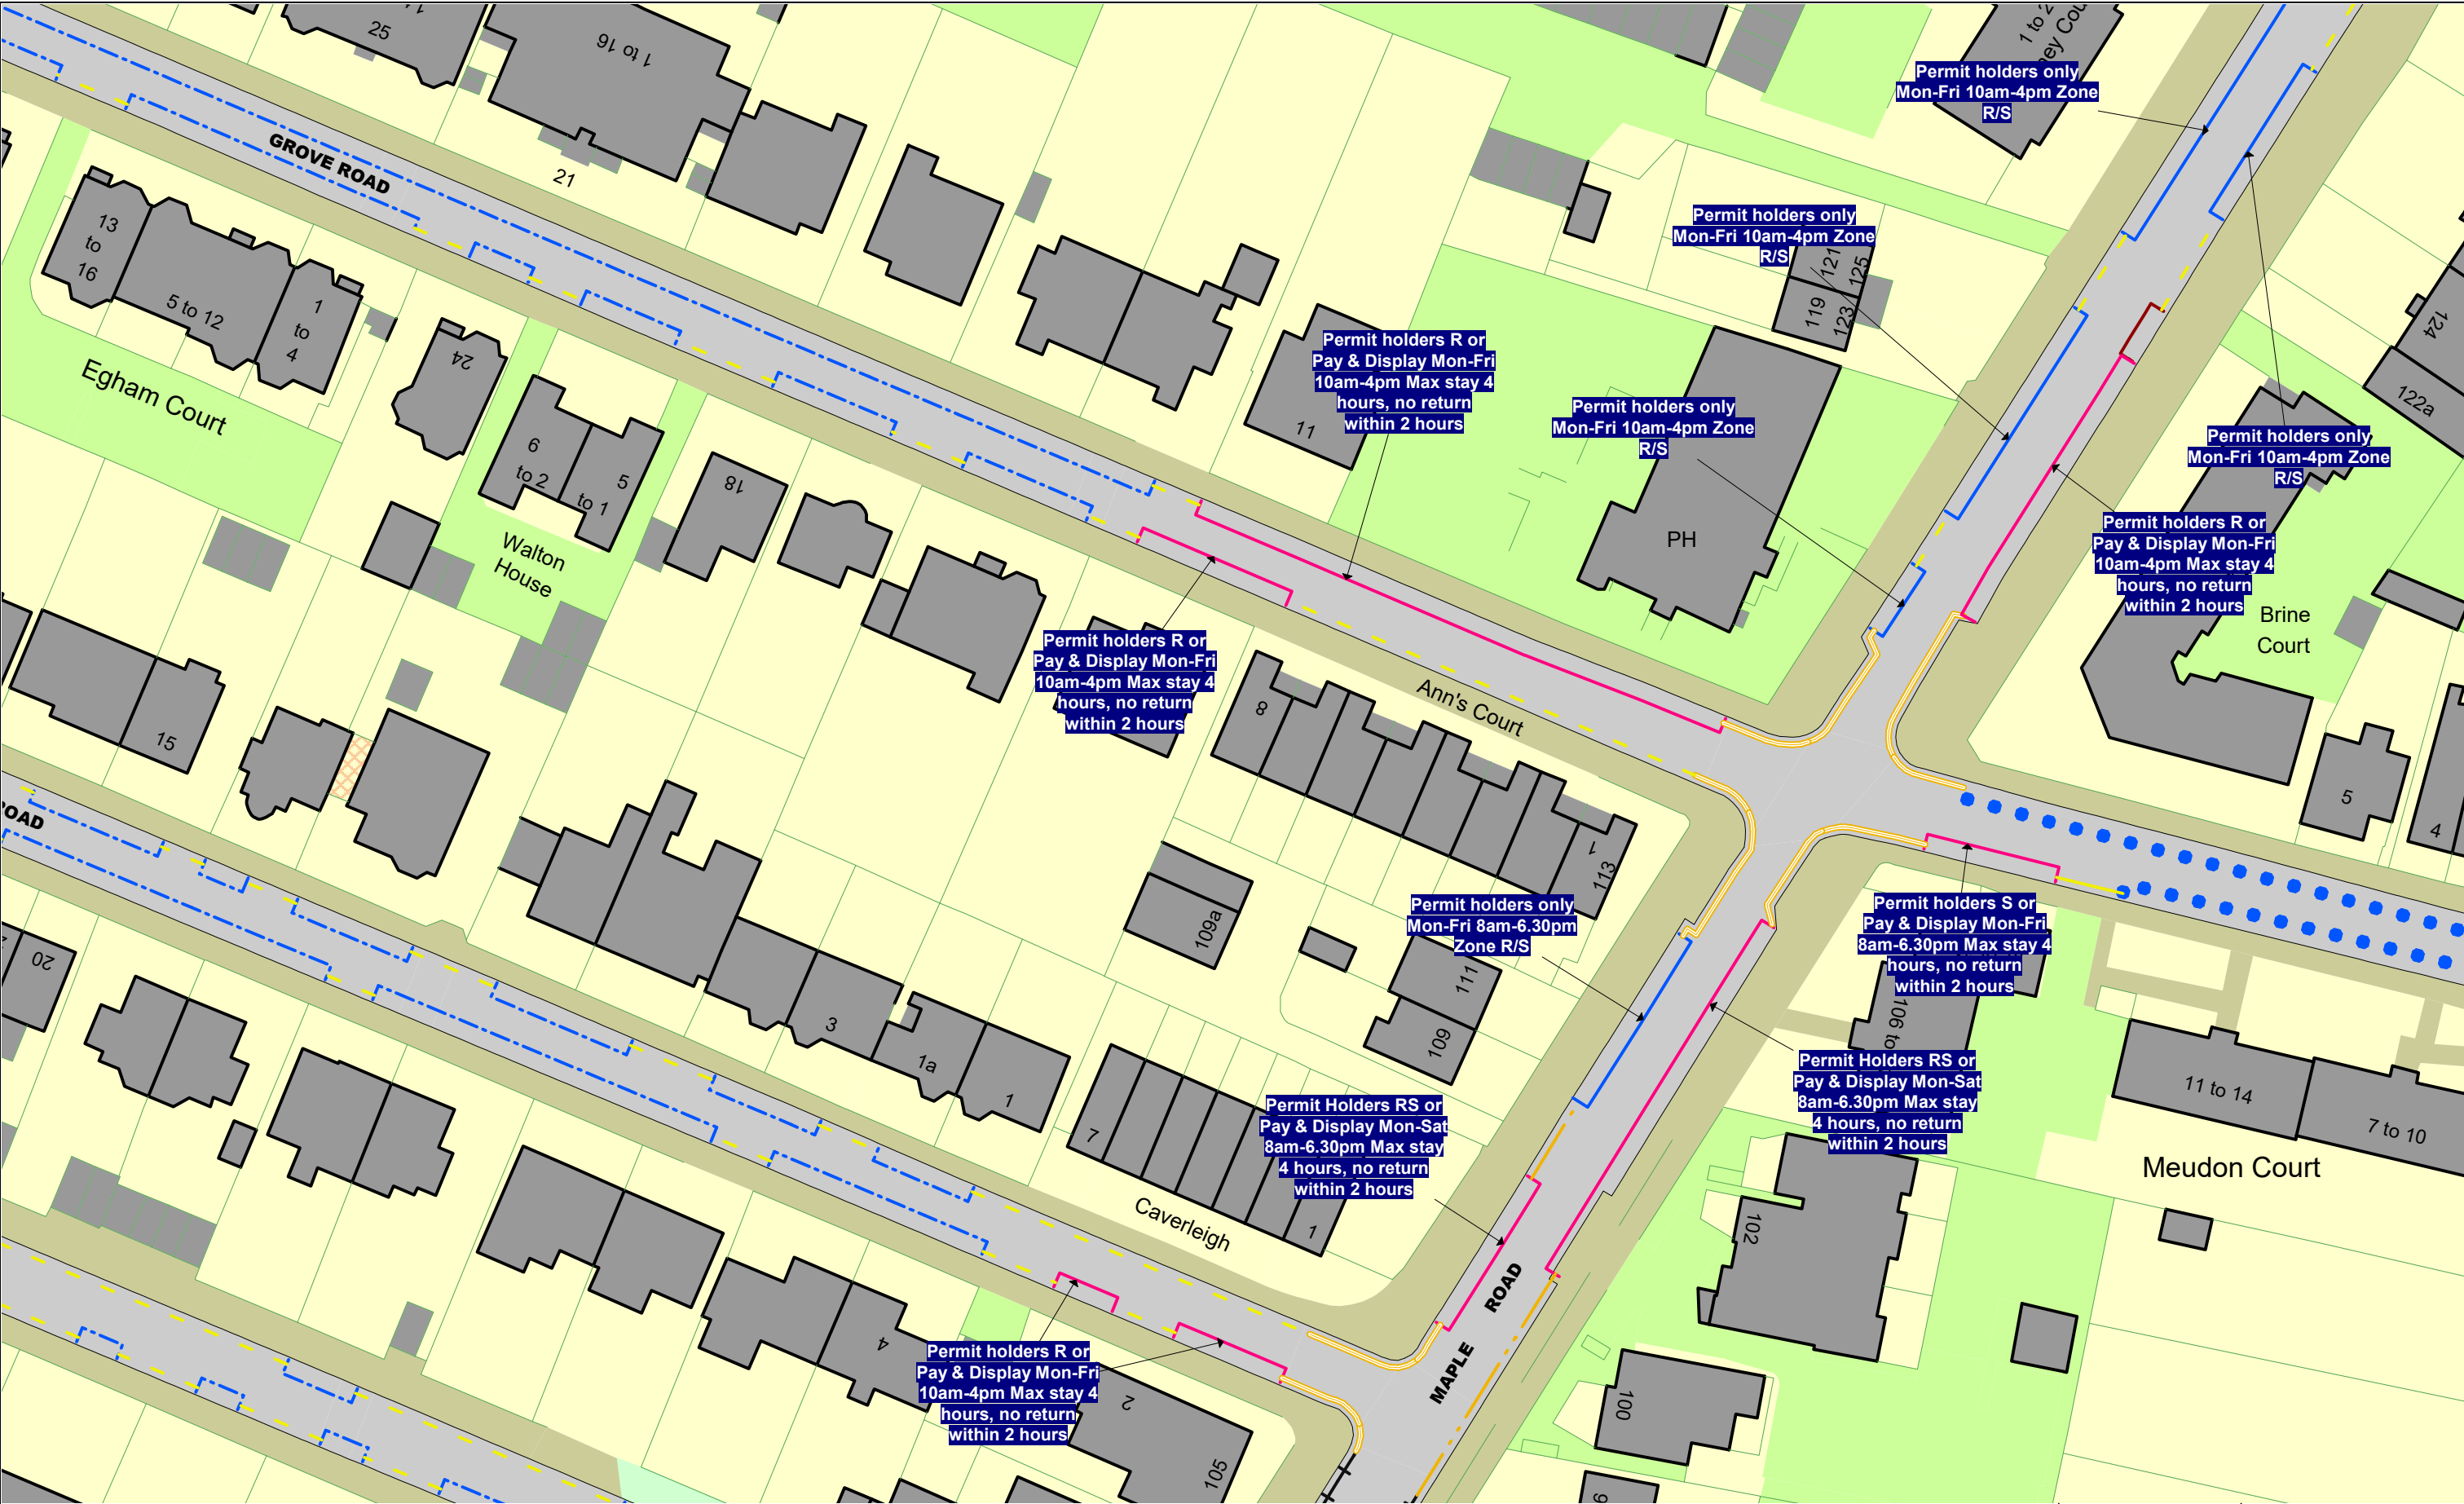 25
1 to 16
GROVE ROAD
21
13
to
16
5 to 12
1
to
4
Egham Court
24
6
to 2
5
to 1
Walton
House
18
11
Permit holders R or
Pay & Display Mon-Fri
10am-4pm Max stay 4
hours, no return
within 2 hours
Permit holders only
Mon-Fri 10am-4pm Zone
R/S
Permit holders only
Mon-Fri 10am-4pm Zone
R/S
121
125
119
123
Permit holders only
Mon-Fri 10am-4pm Zone
R/S
PH
124
122a
Permit holders only
Mon-Fri 10am-4pm Zone
R/S
Permit holders R or
Pay & Display Mon-Fri
10am-4pm Max stay 4
hours, no return
within 2 hours
Brine
Court
Permit holders R or
Pay & Display Mon-Fri
10am-4pm Max stay 4
hours, no return
within 2 hours
Ann's Court
8
1
113
5
4
15
ROAD
20
3
1a
1
109a
111
109
Permit holders only
Mon-Fri 8am-6.30pm
Zone R/S
Permit holders S or
Pay & Display Mon-Fri
8am-6.30pm Max stay 4
hours, no return
within 2 hours
106 to
Permit Holders RS or
Pay & Display Mon-Sat
8am-6.30pm Max stay
4 hours, no return
within 2 hours
Permit Holders RS or
Pay & Display Mon-Sat
8am-6.30pm Max stay
4 hours, no return
within 2 hours
11 to 14
7 to 10
Meudon Court
7
1
Caverleigh
102
MAPLE ROAD
4
Permit holders R or
Pay & Display Mon-Fri
10am-4pm Max stay 4
hours, no return
within 2 hours
2
105
100